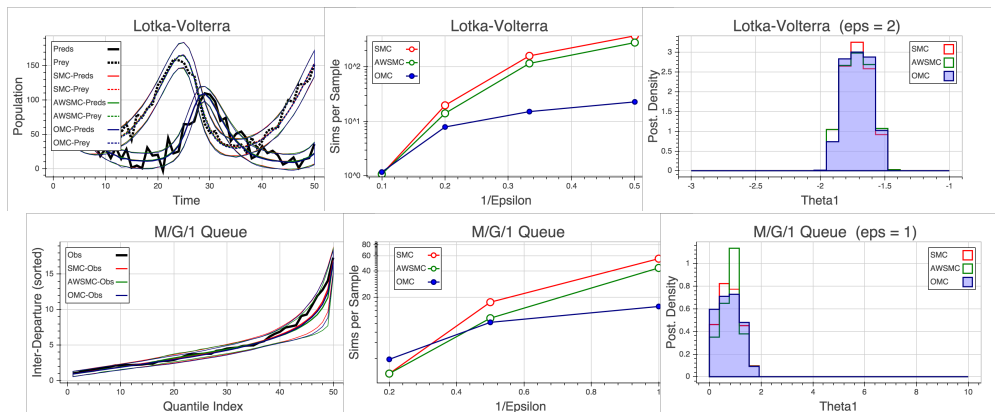 Lotka-Volterra
Population
150
100
50
0
Preds
Prey
SMC-Preds
SMC-Prey
AWSMC-Preds
AWSMC-Prey
OMC-Preds
OMC-Prey
0
10
20
30
40
50
Time
Lotka-Volterra
Sims per Sample
10^2
10^1
10^0
SMC
AWSMC
OMC
0.1
0.2
0.3
0.4
0.5
1/Epsilon
Lotka-Volterra (eps = 2)
Post. Density
3
2.5
2
1.5
1
0.5
0
SMC
AWSMC
OMC
-3
-2.5
-2
-1.5
-1
Theta1
M/G/1 Queue
Inter-Departure (sorted)
15
10
5
0
Obs
SMC-Obs
AWSMC-Obs
OMC-Obs
0
10
20
30
40
50
Quantile Index
M/G/1 Queue
Sims per Sample
80
60
40
20
SMC
AWSMC
OMC
0.2
0.4
0.6
0.8
1
1/Epsilon
M/G/1 Queue (eps = 1)
Post. Density
1
0.8
0.6
0.4
0.2
0
SMC
AWSMC
OMC
0
2
4
6
8
10
Theta1